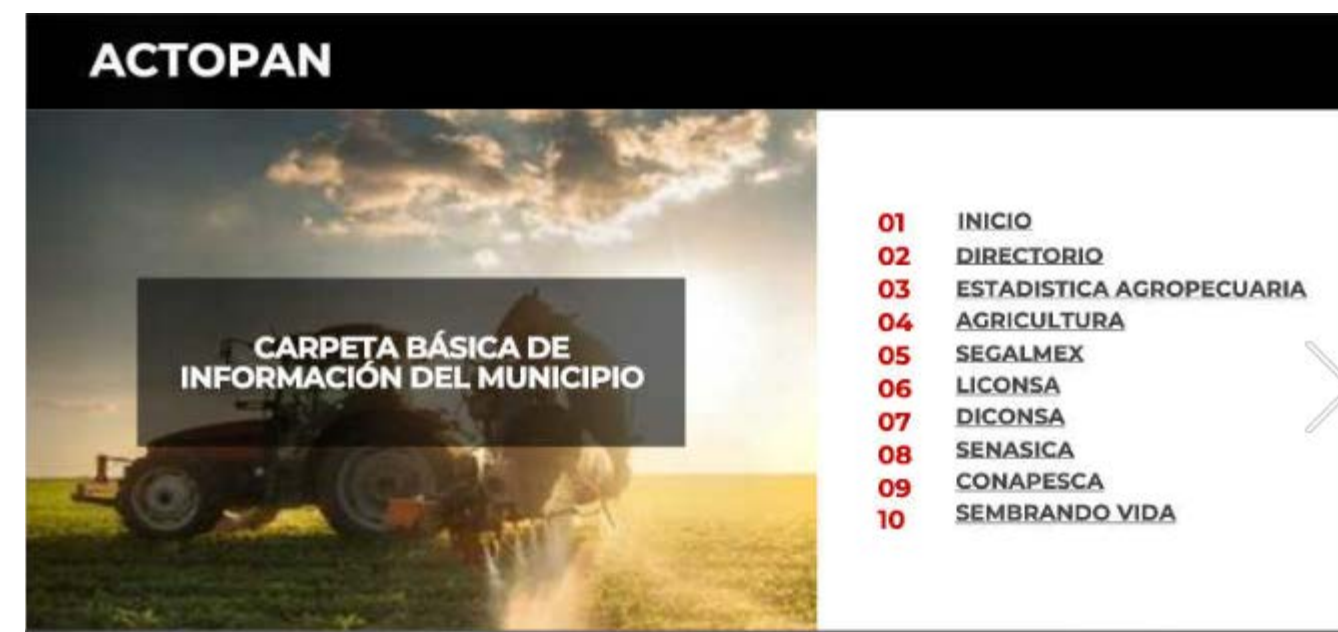 ACTOPAN
CARPETA BÁSICA DE
INFORMACIÓN DEL MUNICIPIO
01 INICIO
02 DIRECTORIO
03 ESTADISTICA AGROPECUARIA
04 AGRICULTURA
05 SEGALMEX
06 LICONSA
07 DICONSA
08 SENASICA
09 CONAPESCA
10 SEMBRANDO VIDA